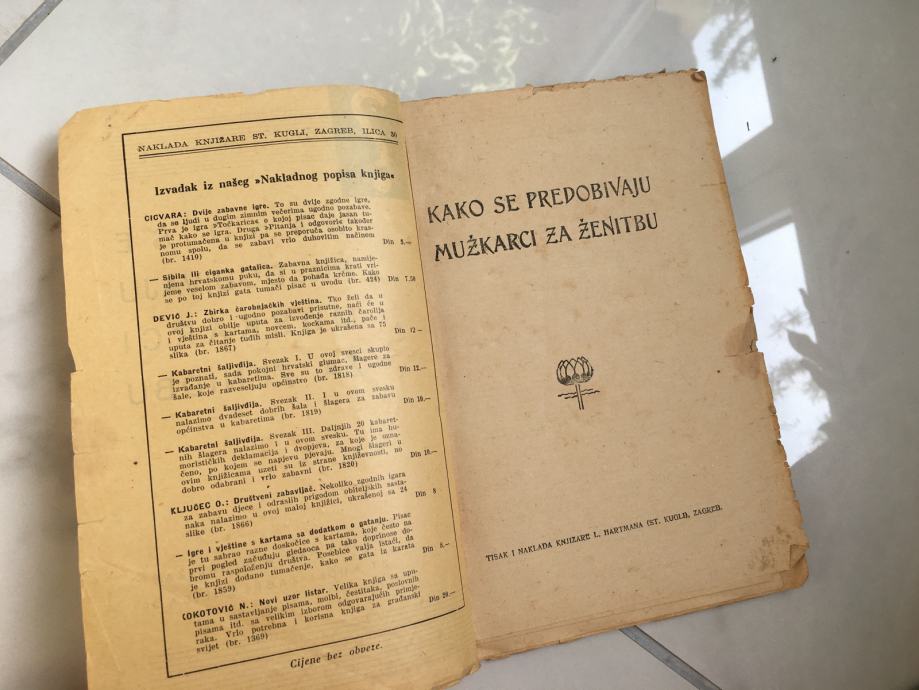 NAKLADA KNJIŽARE ST. KUGLI, ZAGREB, ILICA 30
Izvadak iz našeg »Nakladnog popisa knjiga«
CICVARA: Dvije zabavne igre. To su dvije zgodne igre,
da se ljudi u dugim zimnim večerima ugodno pozabave.
Prva je igra »Točkarica« o kojoj pisac daje jasan tu-
mač kako se igra. Druga »Pitanja i odgovori« također
je protumačena u knjizi pa se preporuča osobito kras-
nomu spolu, da se zabavi vrlo duhovitim načinom
(br. 1419) Din 5.—
— Sibila ili ciganka gatalica. Zabavna knjižica, namije-
njena hrvatskomu puku, da si u praznicima krati vri-
jeme veselom zabavom, mjesto da pohađa krčme. Kako
se po toj knjizi gata tumači pisac u uvodu (br. 424) Din 7.50
DEVIĆ J.: Zbirka čarobnjačkih vještina. Tko želi da u
društvu dobro i ugodno pozabavi prisutne, naći će u
ovoj knjizi obilje uputa za izvođenje raznih čarolija
i vještina s kartama, novcem, kockama itd., pače i
uputa za čitanje tuđih misli. Knjiga je ukrašena sa 75
slika (br. 1867) Din 12.—
— Kabaretni šaljivdija. Svezak I. U ovoj svesci skupio
je poznati, sada pokojni hrvatski glumac, šlagere za
izvađanje u kabaretima. Sve su to zdrave i ugodne
šale, koje razveseljuju općinstvo (br. 1818) Din 12.—
— Kabaretni šaljivdija. Svezak II. I u ovom svesku
nalazimo dvadeset dobrih šala i šlagera za zabavu
općinstva u kabaretima (br. 1819) Din 10.—
— Kabaretni šaljivdija. Svezak III. Daljnjih 20 kabaret-
nih šlagera nalazimo i u ovom svesku. Tu ima hu-
morističkih deklamacija i dvopjeva, za koje je ozna-
čeno, po kojem se napjevu pjevaju. Mnogi šlageri u
ovim knjižicama uzeti su iz strane književnosti, no
dobro odabrani i vrlo zabavni (br. 1820) Din 10.—
KLJUČEC O.: Društveni zabavljač. Nekoliko zgodnih igara
za zabavu djece i odraslih prigodom obiteljskih sasta-
naka nalazimo u ovoj maloj knjižici, ukrašenoj sa 24
slike (br. 1866) Din 8
— Igre i vještine s kartama sa dodatkom o gatanju. Pisac
je tu sabrao razne doskočice s kartama, koje često na
prvi pogled začuđuju gledaoca pa tako doprinose do-
bromu raspoloženju društva. Posebice valja istaći, da
je knjizi dodano tumačenje, kako se gata iz karata
(br. 1859) Din 8.—
KOKOTOVIĆ N.: Novi uzor listar. Velika knjiga sa upu-
tama u sastavljanje pisama, molbi, čestitaka, poslovnih
pisama itd. sa velikim izborom odgovarajućih primje-
raka. Vrlo potrebna i korisna knjiga za građanski
svijet (br. 1369) Din 20.—
Cijene bez obveze.
KAKO SE PREDOBIVAJU
MUŽKARCI ZA ŽENITBU
TISAK I NAKLADA KNJIŽARE L. HARTMANA (ST. KUGLI), ZAGREB.